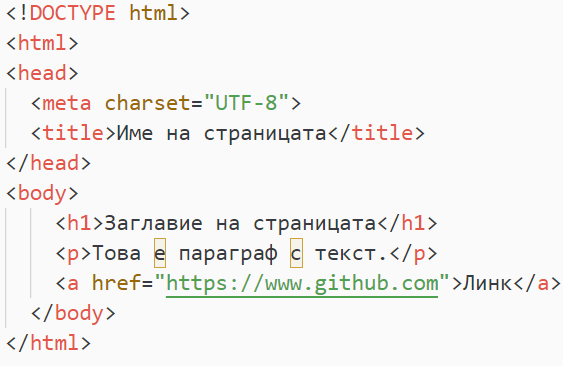 <!DOCTYPE html>
<html>
<head>
  <meta charset="UTF-8">
  <title>Име на страницата</title>
</head>
<body>
    <h1>Заглавие на страницата</h1>
    <p>Това е параграф с текст.</p>
    <a href="https://www.github.com">Линк</a>
  </body>
</html>